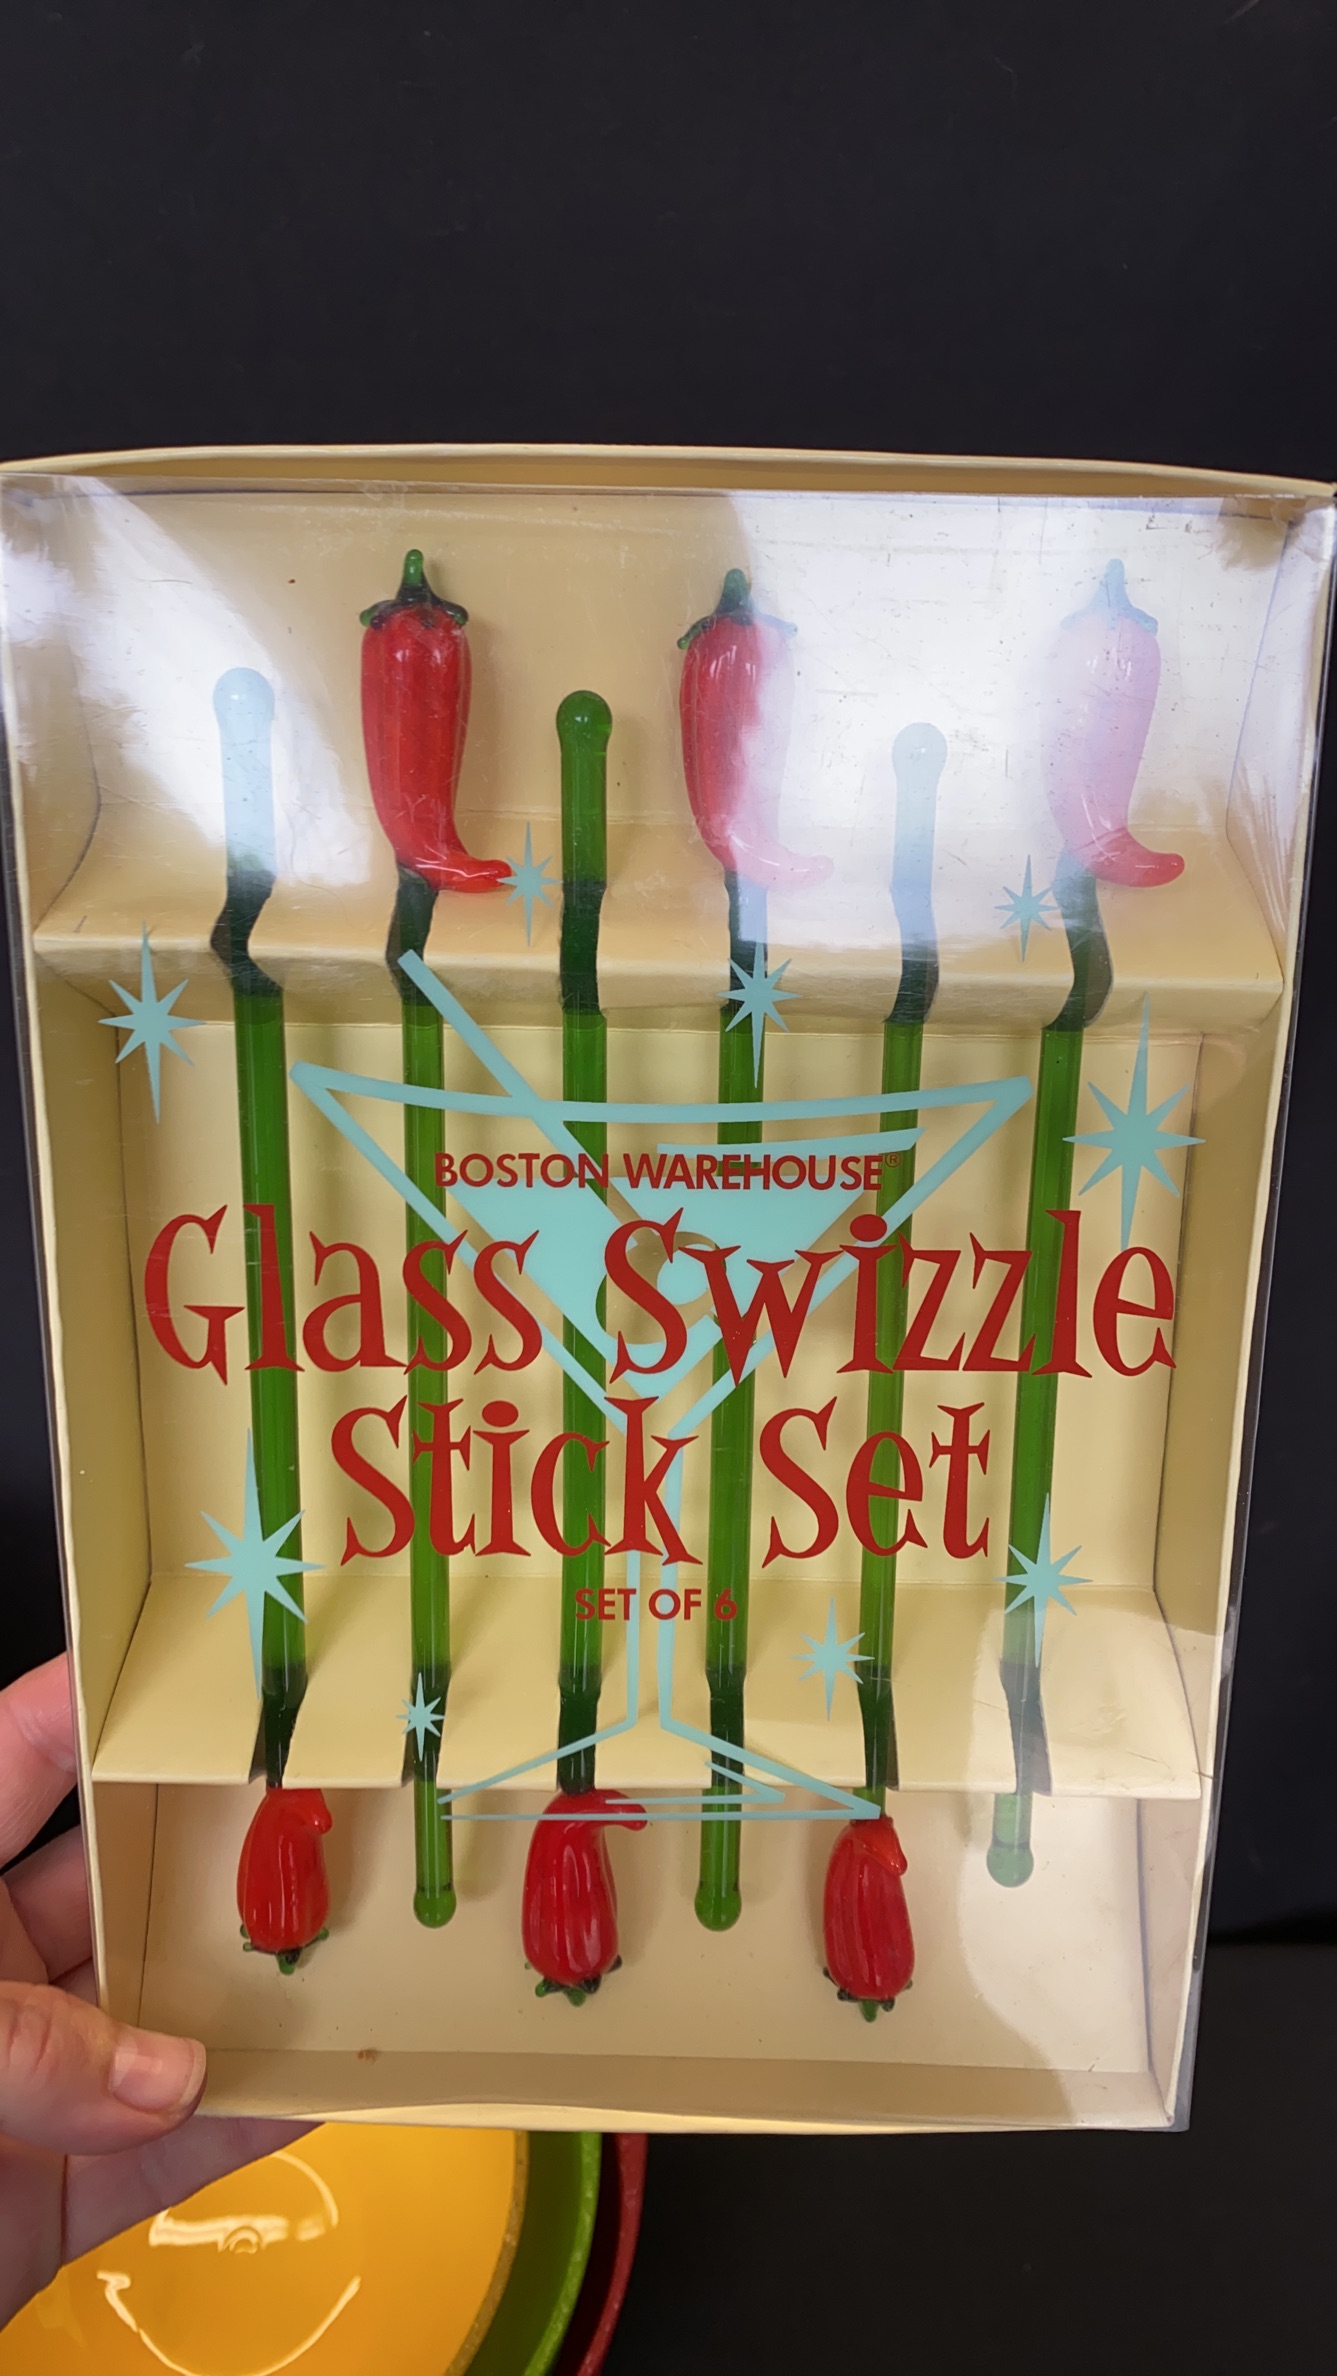 BOSTON WAREHOUSE®
Glass Swizzle
Stick Set
SET OF 6